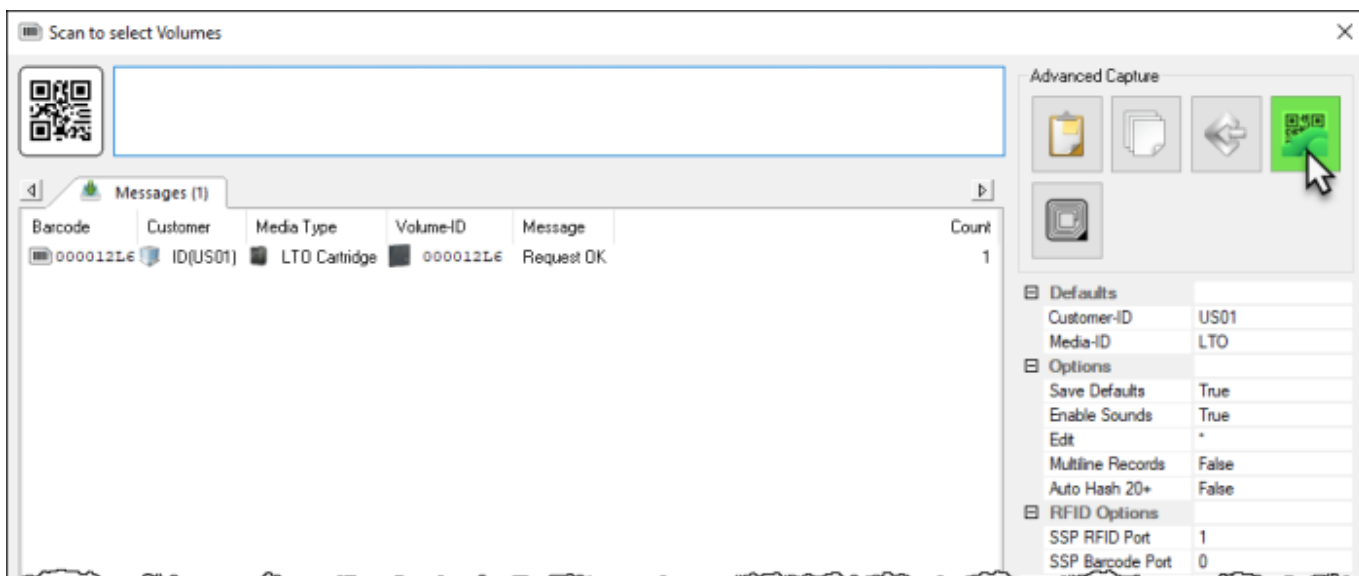 Scan to select Volumes
Advanced Capture
Messages (1)
Barcode Customer Media Type Volume-ID Message Count
000012L6 ID(US01) LTO Cartridge 000012L6 Request OK 1
Defaults
Customer-ID US01
Media-ID LTO
Options
Save Defaults True
Enable Sounds True
Edit *
Multiline Records False
Auto Hash 20+ False
RFID Options
SSP RFID Port 1
SSP Barcode Port 0